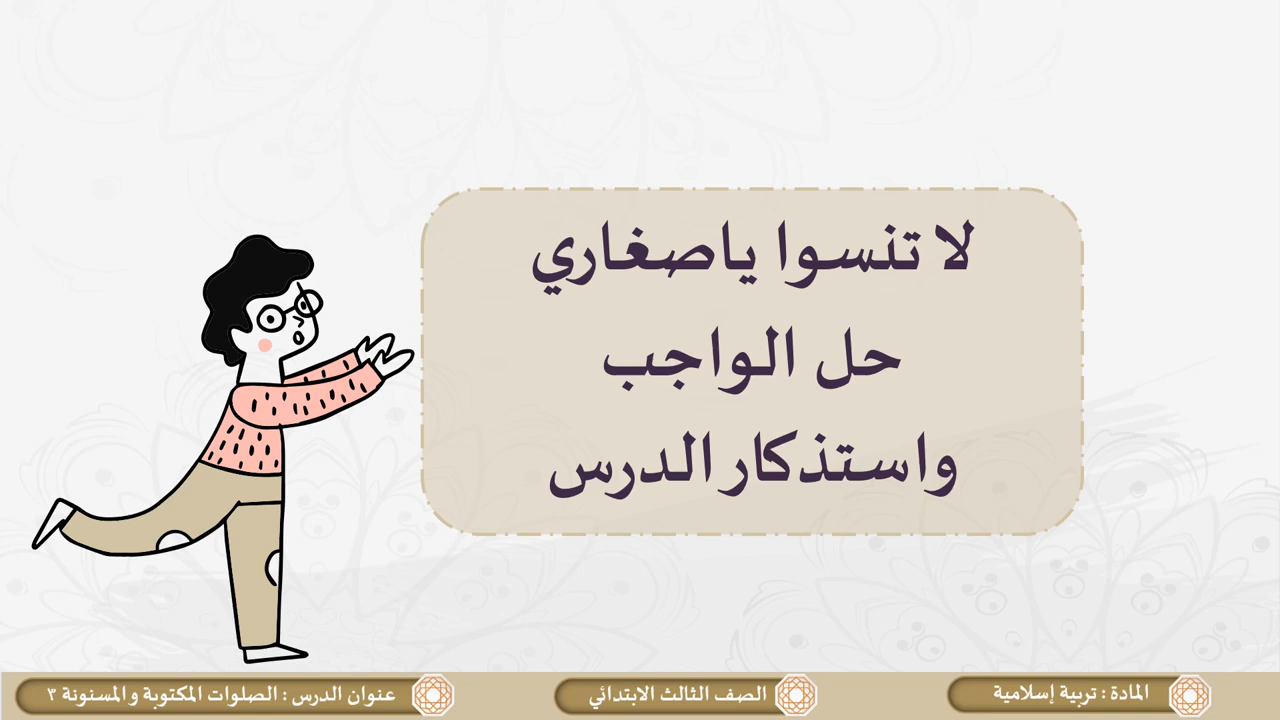 لا تنسوا ياصغاري
حل الواجب
واستذكار الدرس
المادة : تربية إسلامية
الصف الثالث الابتدائي
عنوان الدرس : الصلوات المكتوبة و المسنونة ٣